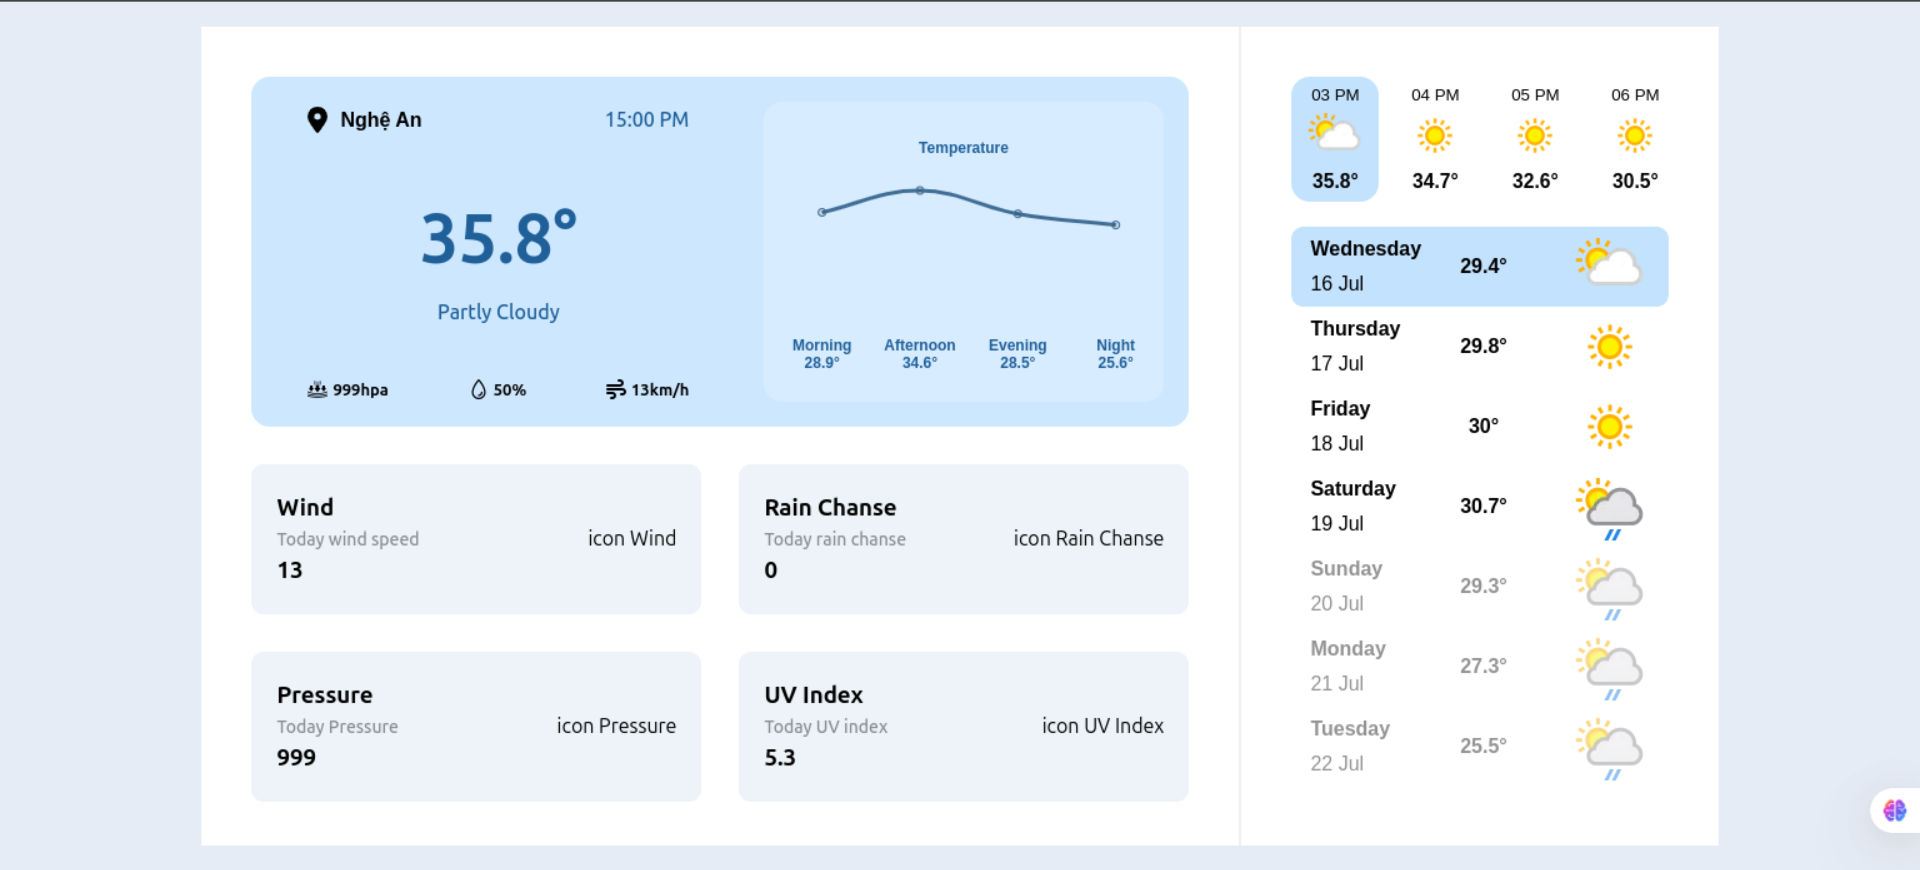 Nghệ An
15:00 PM
35.8°
Partly Cloudy
999hpa
50%
13km/h
Temperature
Morning
28.9°
Afternoon
34.6°
Evening
28.5°
Night
25.6°
Wind
Today wind speed
13
icon Wind
Rain Chanse
Today rain chanse
0
icon Rain Chanse
Pressure
Today Pressure
999
icon Pressure
UV Index
Today UV index
5.3
icon UV Index
03 PM
35.8°
04 PM
34.7°
05 PM
32.6°
06 PM
30.5°
Wednesday
16 Jul
29.4°
Thursday
17 Jul
29.8°
Friday
18 Jul
30°
Saturday
19 Jul
30.7°
Sunday
20 Jul
29.3°
Monday
21 Jul
27.3°
Tuesday
22 Jul
25.5°